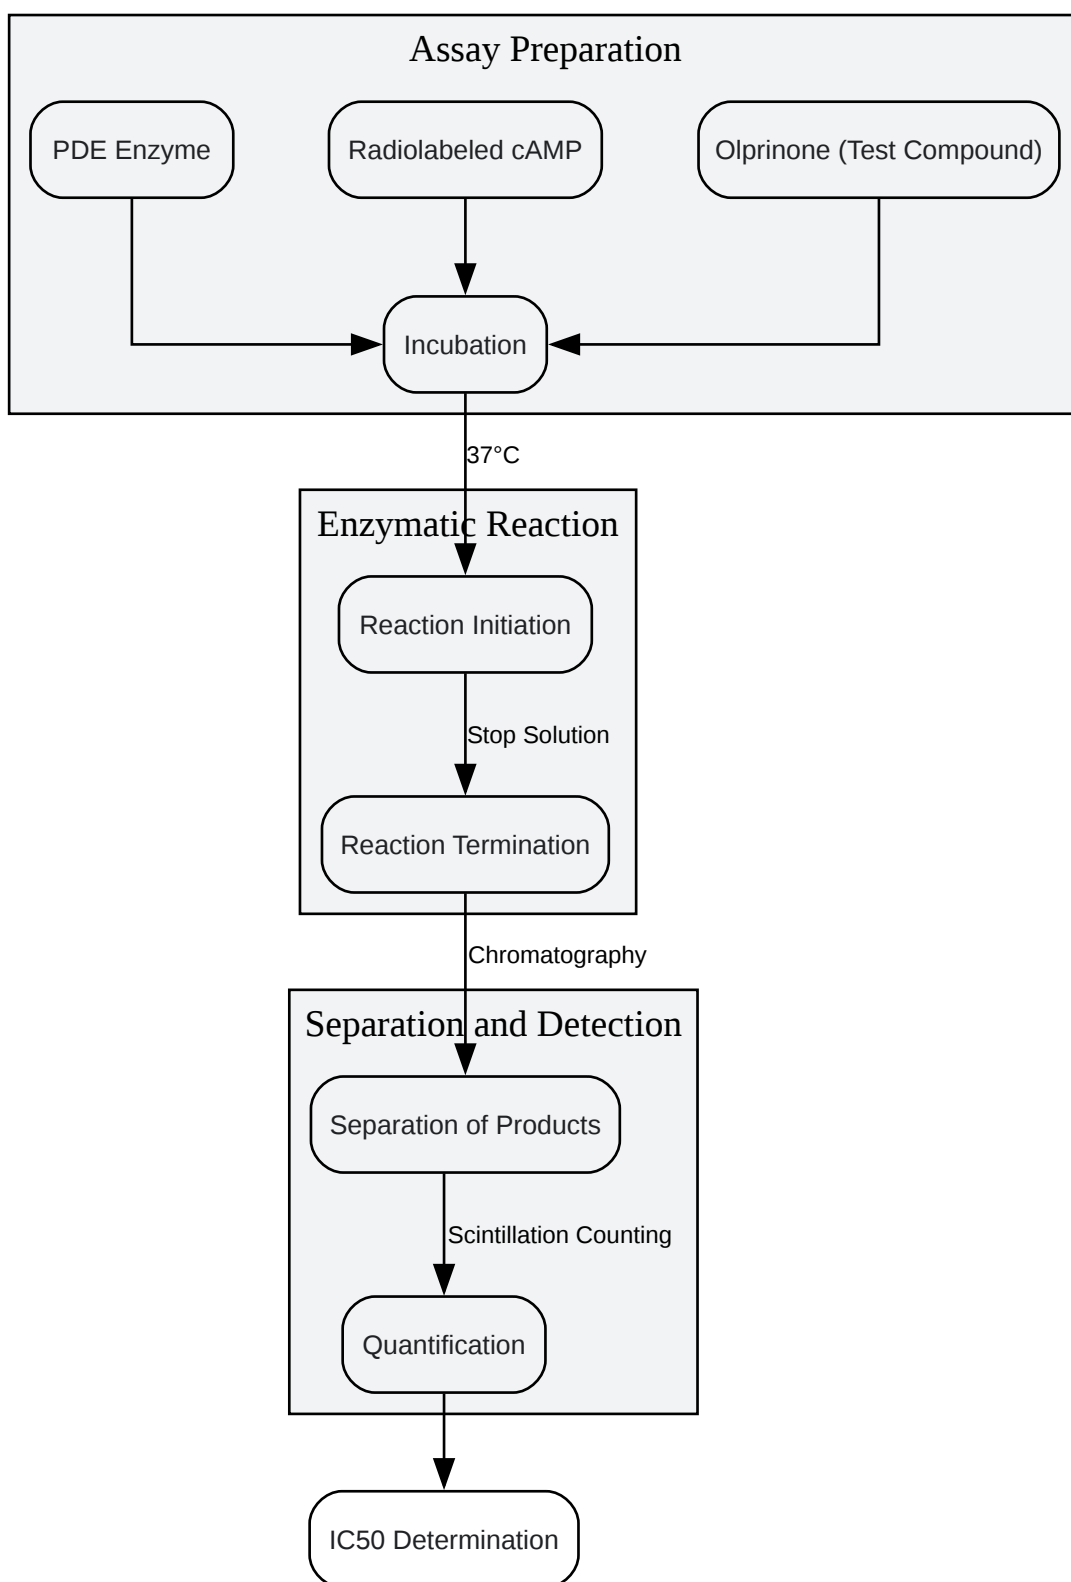 Assay Preparation
PDE Enzyme
Radiolabeled cAMP
Olprinone (Test Compound)
Incubation
37°C
Enzymatic Reaction
Reaction Initiation
Stop Solution
Reaction Termination
Chromatography
Separation and Detection
Separation of Products
Scintillation Counting
Quantification
IC50 Determination